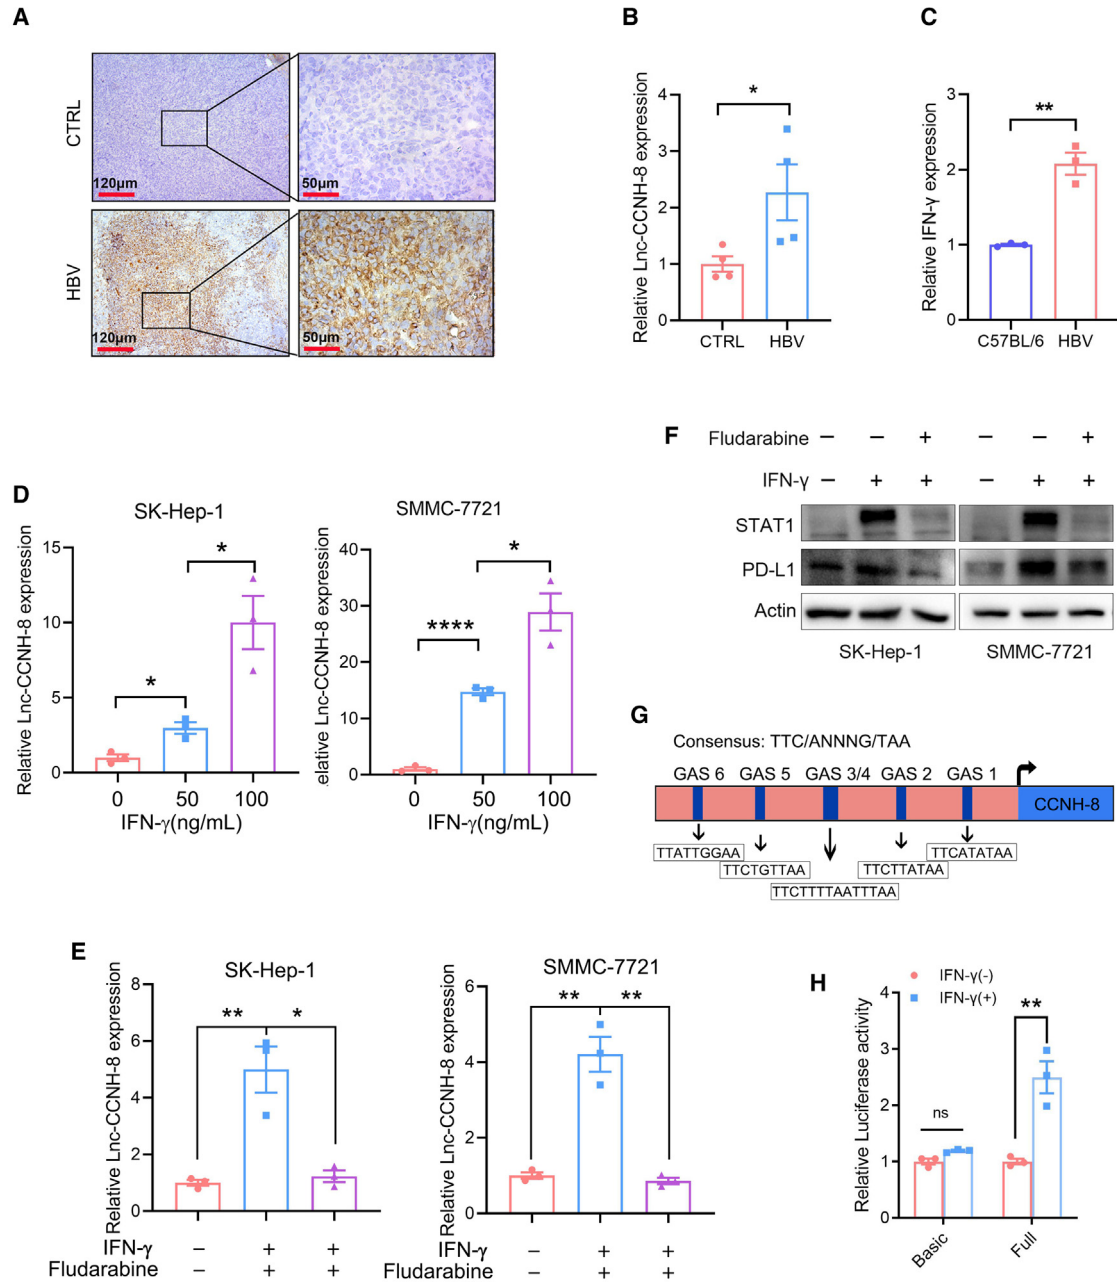 A
CTRL
120μm
50μm
HBV
120μm
50μm
B
Relative Lnc-CCNH-8 expression
4
3
2
1
0
*
CTRL HBV
C
Relative IFN-γ expression
3
2
1
0
**
C57BL/6 HBV
D
SK-Hep-1
Relative Lnc-CCNH-8 expression
15
10
5
0
*
*
0 50 100
IFN-γ(ng/mL)
SMMC-7721
elative Lnc-CCNH-8 expression
40
30
20
10
0
****
*
0 50 100
IFN-γ(ng/mL)
F
Fludarabine − − + − − +
IFN-γ − + + − + +
STAT1
PD-L1
Actin
SK-Hep-1 SMMC-7721
G
Consensus: TTC/ANNNG/TAA
GAS 6 GAS 5 GAS 3/4 GAS 2 GAS 1
CCNH-8
TTATTGGAA
TTCTGTTAA
TTCTTTTAATTTAA
TTCTTATAA
TTCATATAA
E
SK-Hep-1
Relative Lnc-CCNH-8 expression
8
6
4
2
0
** *
IFN-γ − + +
Fludarabine − + +
SMMC-7721
Relative Lnc-CCNH-8 expression
6
4
2
0
** **
IFN-γ − + +
Fludarabine − + +
H
IFN-γ(-)
IFN-γ(+)
Relative Luciferase activity
4
3
2
1
0
ns
**
Basic Full